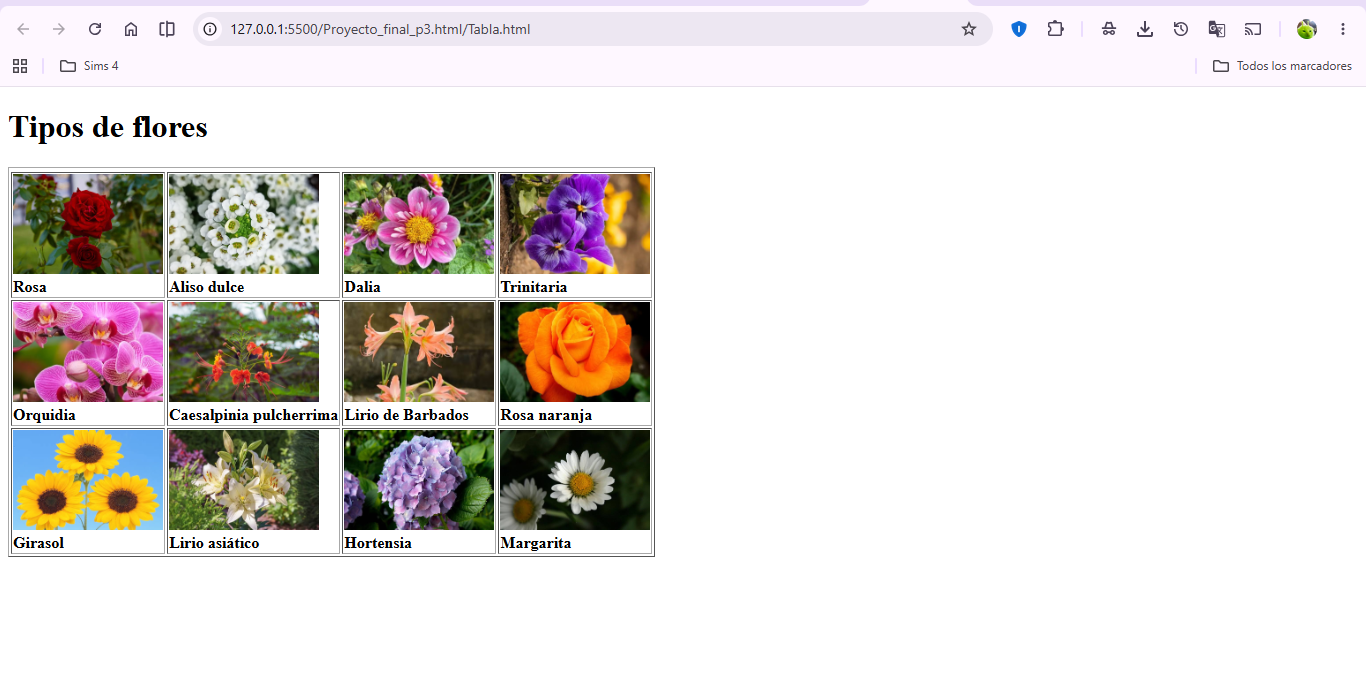 127.0.0.1:5500/Proyecto_final_p3.html/Tabla.html
Sims 4
Todos los marcadores
Tipos de flores
Rosa
Aliso dulce
Dalia
Trinitaria
Orquidia
Caesalpinia pulcherrima
Lirio de Barbados
Rosa naranja
Girasol
Lirio asiático
Hortensia
Margarita